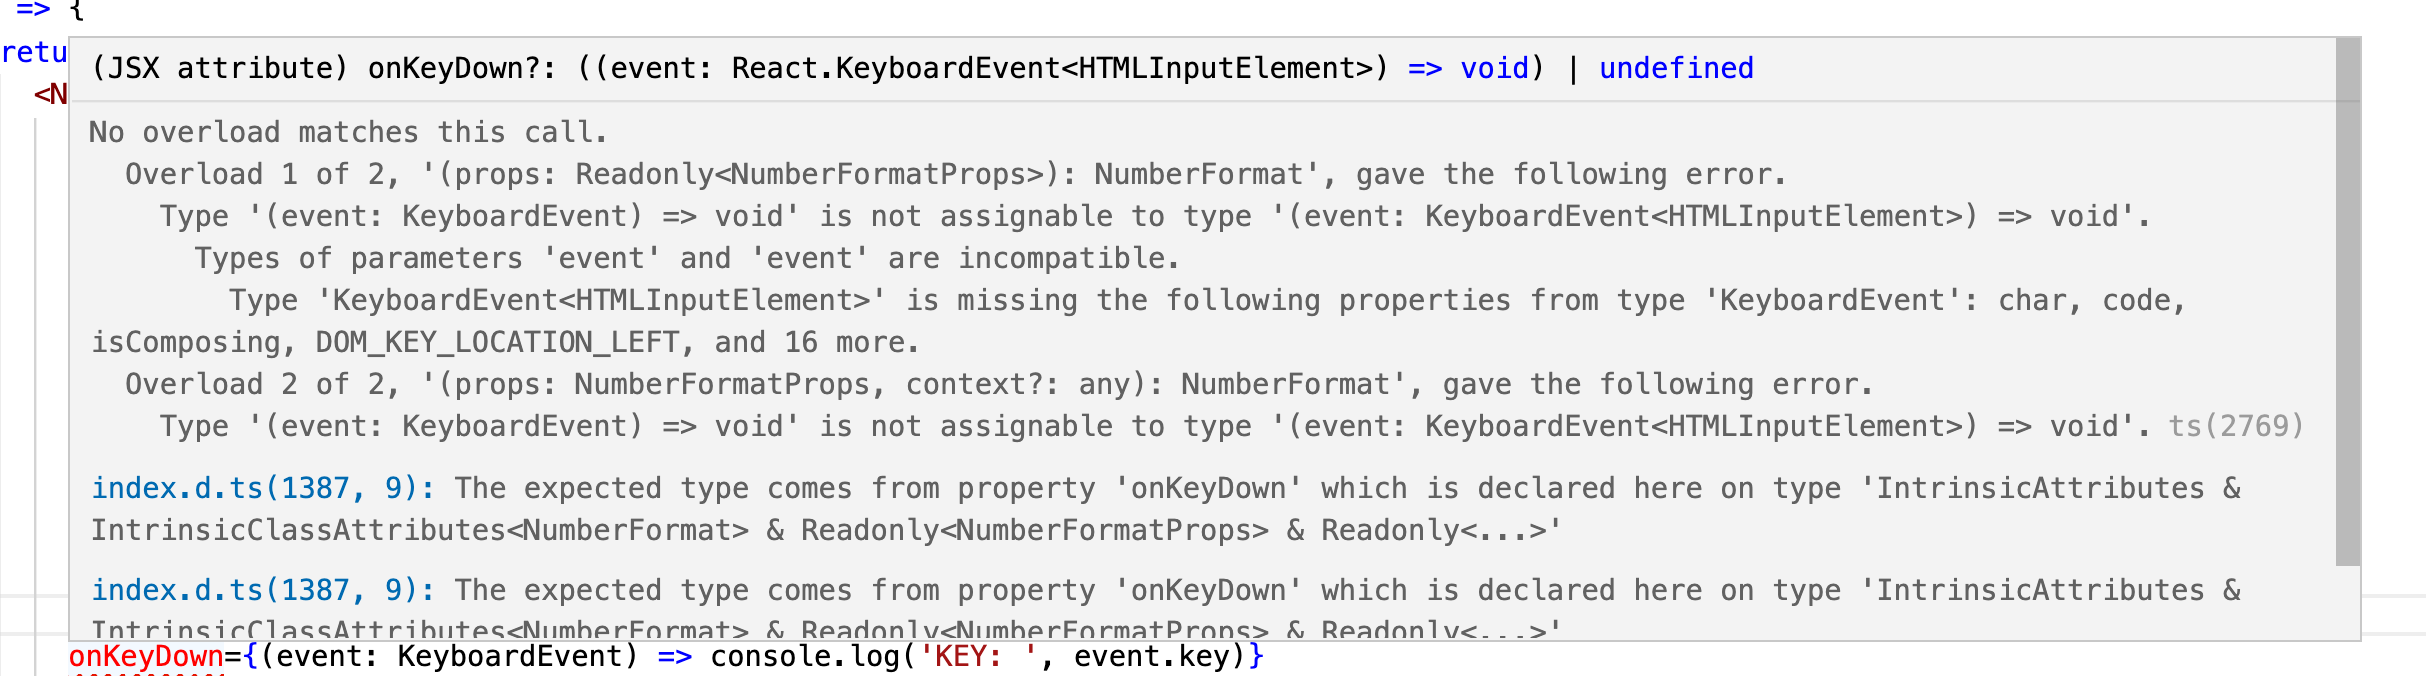 => {
retu
(JSX attribute) onKeyDown?: ((event: React.KeyboardEvent<HTMLInputElement>) => void) | undefined
<N
No overload matches this call.
Overload 1 of 2, '(props: Readonly<NumberFormatProps>): NumberFormat', gave the following error.
Type '(event: KeyboardEvent) => void' is not assignable to type '(event: KeyboardEvent<HTMLInputElement>) => void'.
Types of parameters 'event' and 'event' are incompatible.
Type 'KeyboardEvent<HTMLInputElement>' is missing the following properties from type 'KeyboardEvent': char, code,
isComposing, DOM_KEY_LOCATION_LEFT, and 16 more.
Overload 2 of 2, '(props: NumberFormatProps, context?: any): NumberFormat', gave the following error.
Type '(event: KeyboardEvent) => void' is not assignable to type '(event: KeyboardEvent<HTMLInputElement>) => void'. ts(2769)
index.d.ts(1387, 9): The expected type comes from property 'onKeyDown' which is declared here on type 'IntrinsicAttributes &
IntrinsicClassAttributes<NumberFormat> & Readonly<NumberFormatProps> & Readonly<...>'
index.d.ts(1387, 9): The expected type comes from property 'onKeyDown' which is declared here on type 'IntrinsicAttributes &
IntrinsicClassAttributes<NumberFormat> & Readonly<NumberFormatProps> & Readonly<...>'
onKeyDown={(event: KeyboardEvent) => console.log('KEY: ', event.key)}